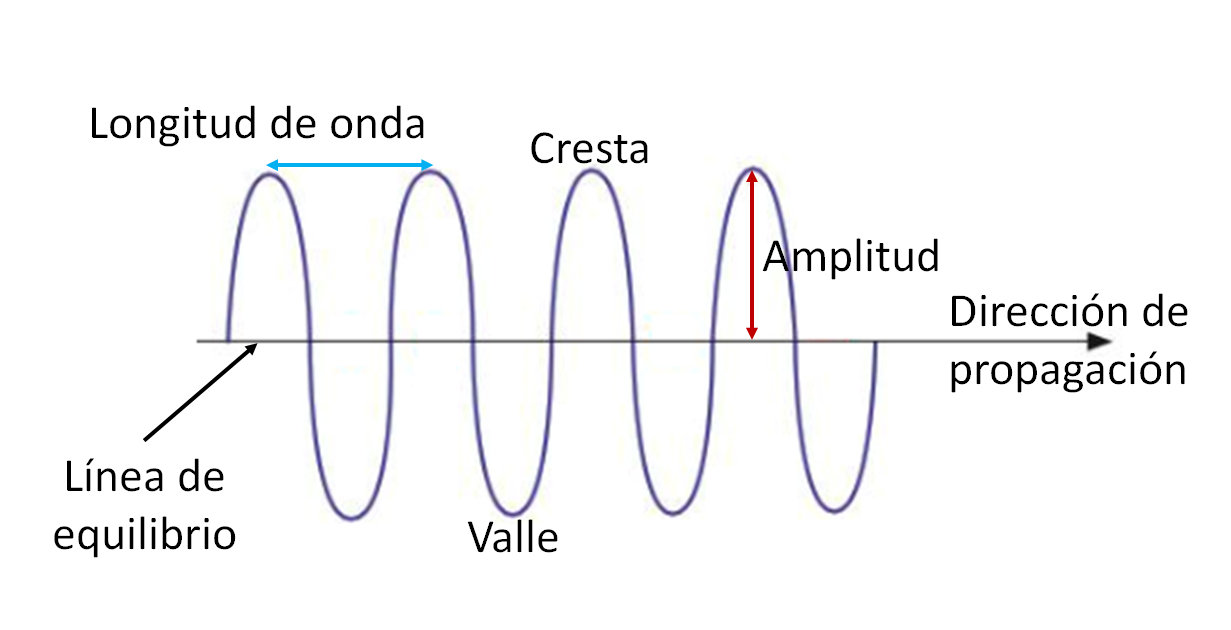 Longitud de onda
Cresta
Amplitud
Dirección de
propagación
Línea de
equilibrio
Valle